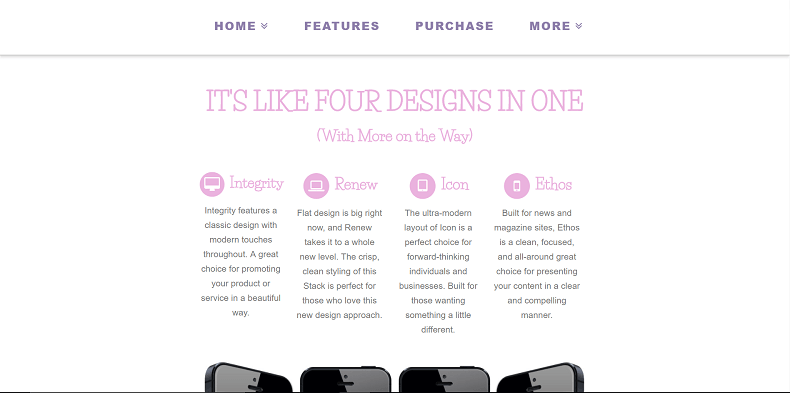 HOME FEATURES PURCHASE MORE
IT'S LIKE FOUR DESIGNS IN ONE
(With More on the Way)
Integrity
Integrity features a
classic design with
modern touches
throughout. A great
choice for promoting
your product or
service in a beautiful
way.
Renew
Flat design is big right
now, and Renew
takes it to a whole
new level. The crisp,
clean styling of this
Stack is perfect for
those who love this
new design approach.
Icon
The ultra-modern
layout of Icon is a
perfect choice for
forward-thinking
individuals and
businesses. Built for
those wanting
something a little
different.
Ethos
Built for news and
magazine sites, Ethos
is a clean, focused,
and all-around great
choice for presenting
your content in a clear
and compelling
manner.